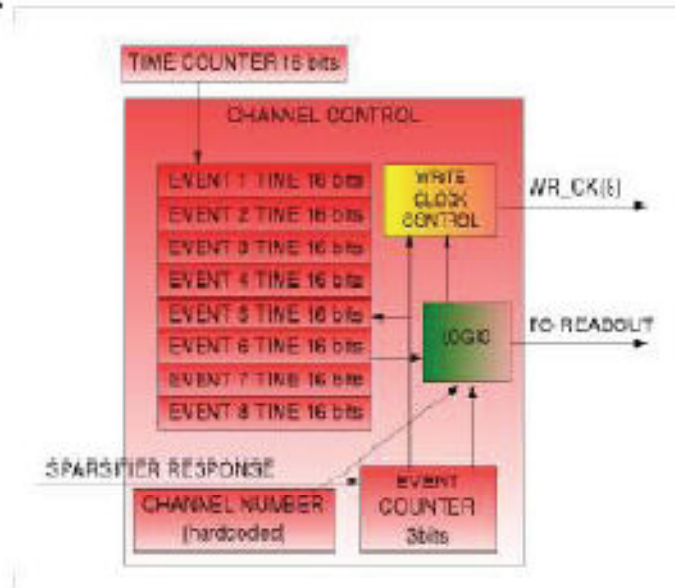 TIME COUNTER 16 bits
CHANNEL CONTROL
EVENT 1 TIME 16 bits
EVENT 2 TIME 16 bits
EVENT 3 TIME 16 bits
EVENT 4 TIME 16 bits
EVENT 5 TIME 16 bits
EVENT 6 TIME 16 bits
EVENT 7 TIME 16 bits
EVENT 8 TIME 16 bits
WRITE
CLOCK
CONTROL
WR_CK(8)
LOGIC
TO READOUT
SPARSIFIER RESPONSE
CHANNEL NUMBER
(hardcoded)
EVENT
COUNTER
3bits